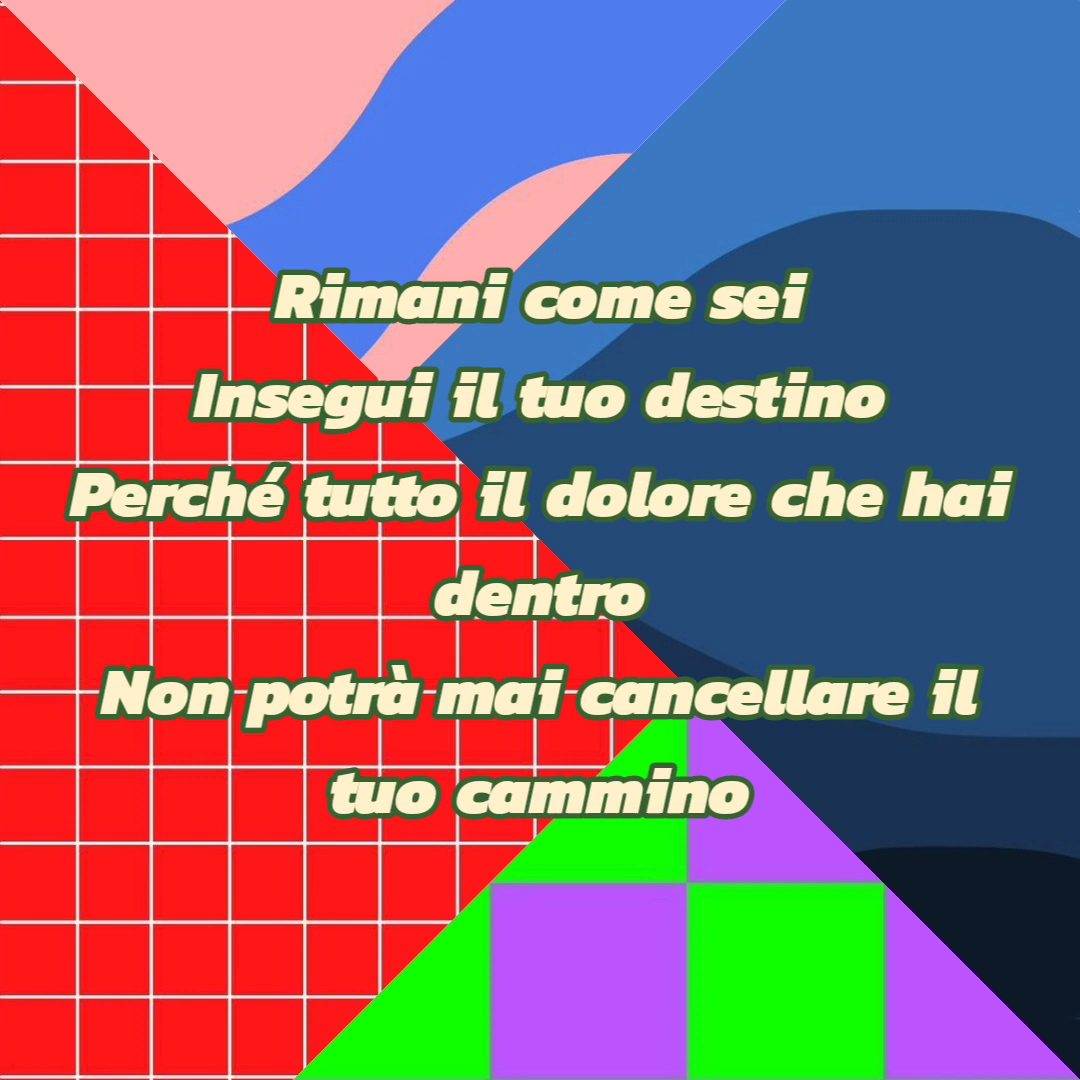 Rimani come sei
Insegui il tuo destino
Perché tutto il dolore che hai
dentro
Non potrà mai cancellare il
tuo cammino